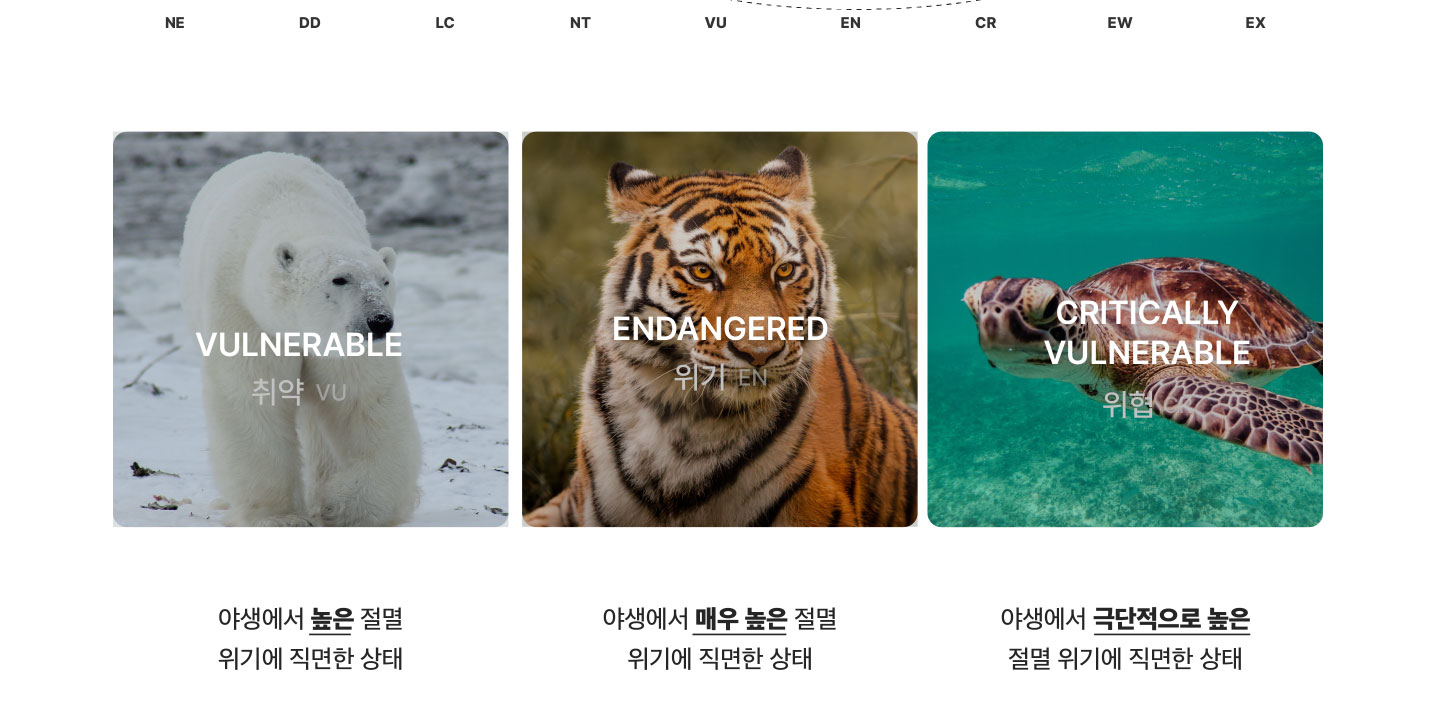 NE DD LC NT VU EN CR EW EX
VULNERABLE
취약 VU
ENDANGERED
위기 EN
CRITICALLY
VULNERABLE
위협
야생에서 높은 절멸
위기에 직면한 상태
야생에서 매우 높은 절멸
위기에 직면한 상태
야생에서 극단적으로 높은
절멸 위기에 직면한 상태